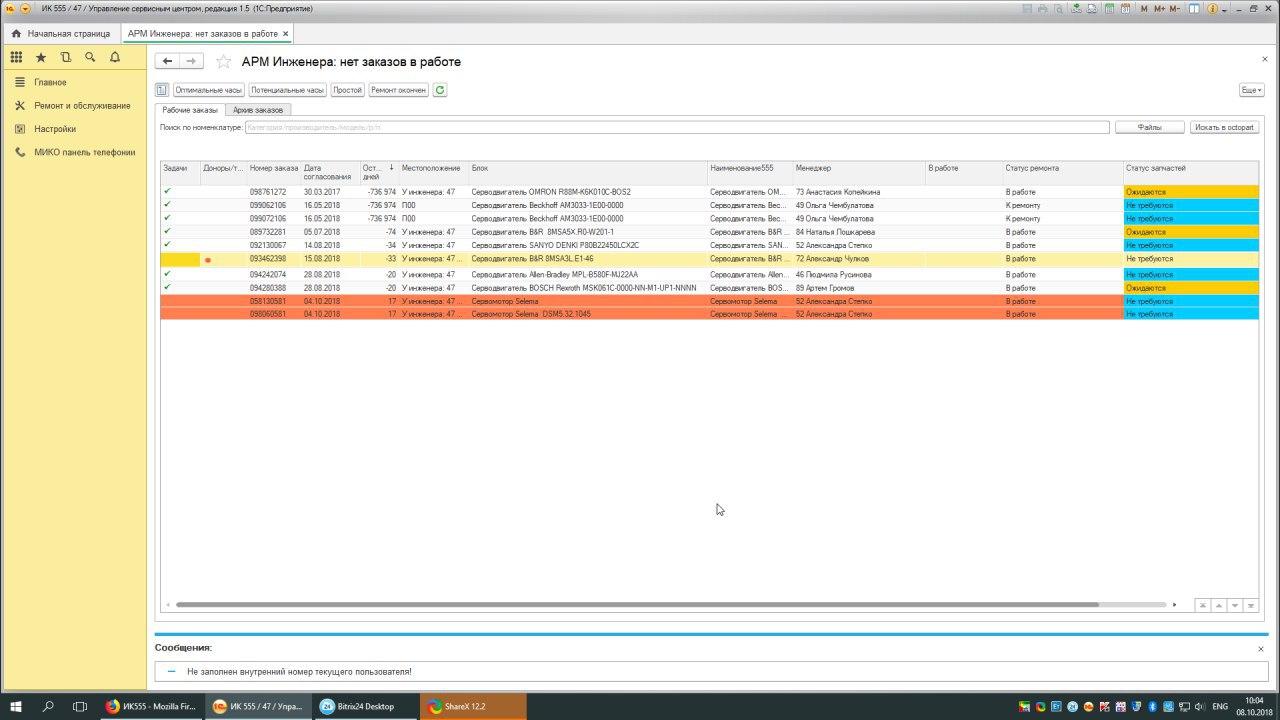 ИК 555 / 47 / Управление сервисным центром, редакция 1.5 (1С:Предприятие)
M M+ M-
Начальная страница
АРМ Инженера: нет заказов в работе ×
Главное
Ремонт и обслуживание
Настройки
МИКО панель телефонии
АРМ Инженера: нет заказов в работе
Оптимальные часы Потенциальные часы Простой Ремонт окончен Еще
Рабочие заказы Архив заказов
Поиск по номенклатуре: Категория/производитель/модель/p/n Файлы Искать в octopart
Задачи Доноры/т... Номер заказа Дата согласования Ост... дней Местоположение Блок Наименование555 Менеджер В работе Статус ремонта Статус запчастей
098761272 30.03.2017 -736 974 У инженера: 47 Серводвигатель OMRON R88M-K6K010C-BOS2 Серводвигатель OM... 73 Анастасия Копейкина В работе Ожидаются
099062106 16.05.2018 -736 974 П00 Серводвигатель Beckhoff AM3033-1E00-0000 Серводвигатель Bec... 49 Ольга Чембулатова К ремонту Не требуются
099072106 16.05.2018 -736 974 П00 Серводвигатель Beckhoff AM3033-1E00-0000 Серводвигатель Bec... 49 Ольга Чембулатова К ремонту Не требуются
089732281 05.07.2018 -74 У инженера: 47 Серводвигатель B&R 8MSA5X.R0-W201-1 Серводвигатель B&R ... 84 Наталья Лошкарева В работе Ожидаются
092130067 14.08.2018 -34 У инженера: 47 Серводвигатель SANYO DENKI P80B22450LCX2C Серводвигатель SAN... 52 Александра Степко В работе Не требуются
093462398 15.08.2018 -33 У инженера: 47 ... Серводвигатель B&R 8MSA3L.E1-46 Серводвигатель B&R ... 72 Александр Чулков В работе Не требуются
094242074 28.08.2018 -20 У инженера: 47 Серводвигатель Allen-Bradley MPL-B580F-MJ22AA Серводвигатель Allen... 46 Людмила Русинова В работе Не требуются
094280388 28.08.2018 -20 У инженера: 47 Серводвигатель BOSCH Rexroth MSK061C-0000-NN-M1-UP1-NNNN Серводвигатель BOS... 89 Артем Громов В работе Ожидаются
058130581 04.10.2018 17 У инженера: 47 ... Сервомотор Selema Сервомотор Selema 52 Александра Степко В работе Не требуются
098060581 04.10.2018 17 У инженера: 47 ... Сервомотор Selema DSM5.32.1045 Сервомотор Selema ... 52 Александра Степко В работе Не требуются
Сообщения:
Не заполнен внутренний номер текущего пользователя!
ИК555 - Mozilla Fir... ИК 555 / 47 / Упра... Bitrix24 Desktop ShareX 12.2 ENG 10:04
08.10.2018